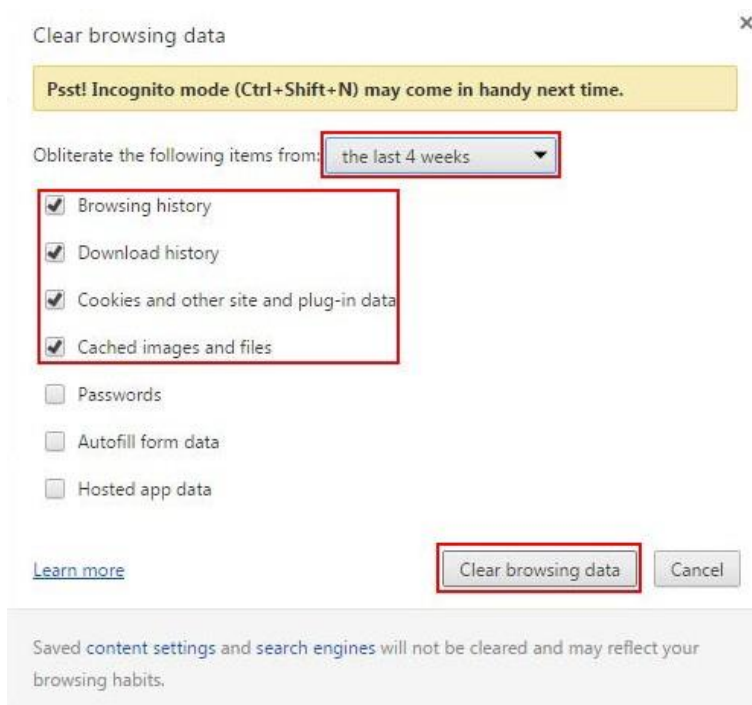 Clear browsing data
Psst! Incognito mode (Ctrl+Shift+N) may come in handy next time.
Obliterate the following items from: the last 4 weeks
Browsing history
Download history
Cookies and other site and plug-in data
Cached images and files
Passwords
Autofill form data
Hosted app data
Learn more Clear browsing data Cancel
Saved content settings and search engines will not be cleared and may reflect your
browsing habits.